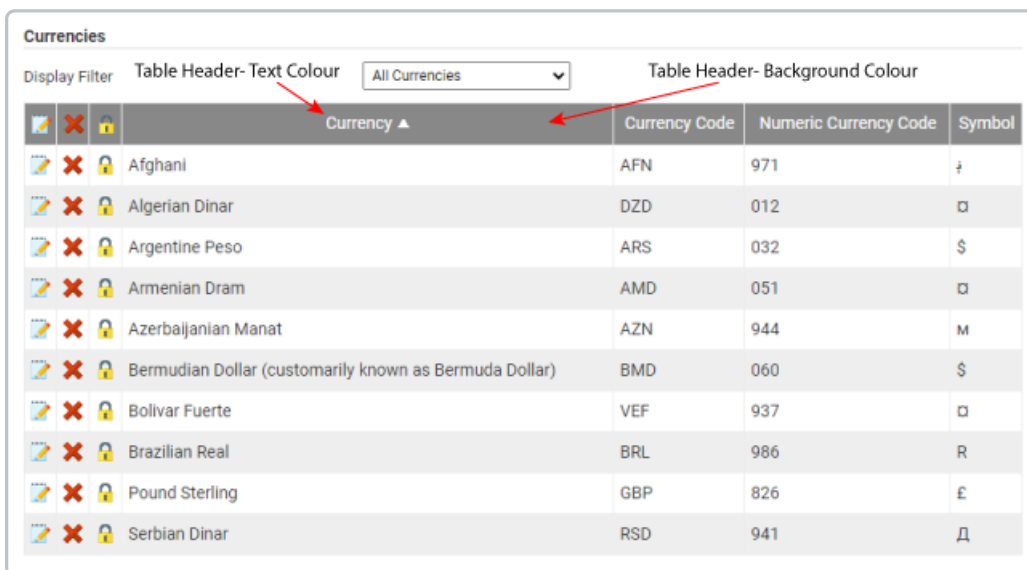 Currencies
Display Filter Table Header- Text Colour All Currencies Table Header- Background Colour
Currency ▲ Currency Code Numeric Currency Code Symbol
Afghani AFN 971 ؋
Algerian Dinar DZD 012 ¤
Argentine Peso ARS 032 $
Armenian Dram AMD 051 ¤
Azerbaijanian Manat AZN 944 м
Bermudian Dollar (customarily known as Bermuda Dollar) BMD 060 $
Bolivar Fuerte VEF 937 ¤
Brazilian Real BRL 986 R
Pound Sterling GBP 826 £
Serbian Dinar RSD 941 Д